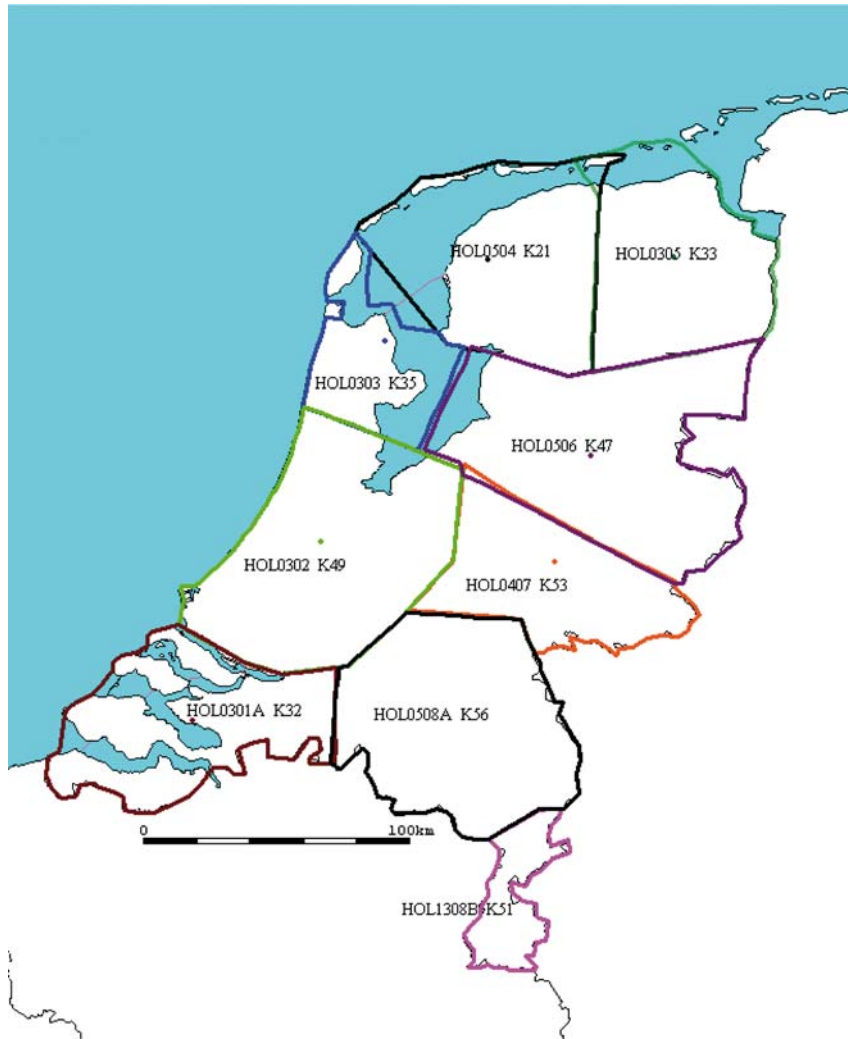 HOL0504 K21
HOL0305 K33
HOL0303 K35
HOL0506 K47
HOL0302 K49
HOL0407 K53
HOL0301A K32
HOL0508A K56
0 100km
HOL1308B K51